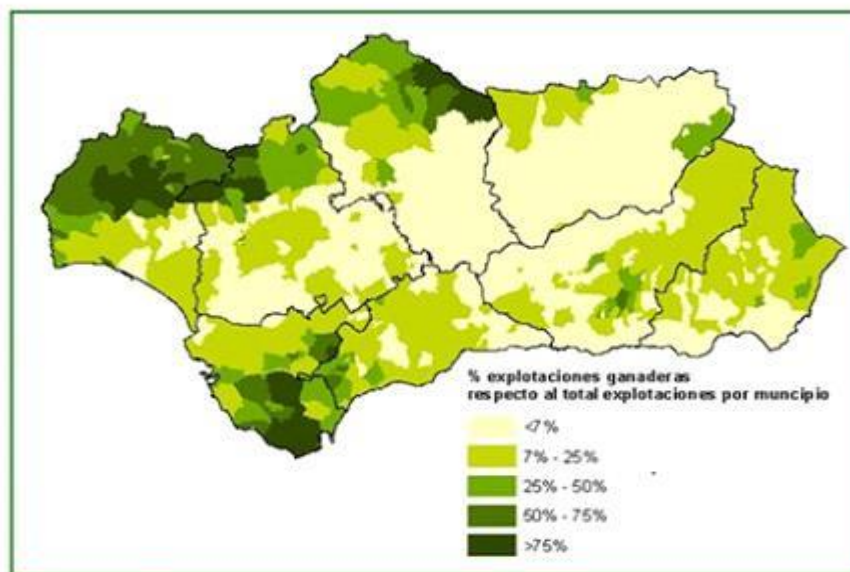 % explotaciones ganaderas
respecto al total explotaciones por muncipio
<7%
7% - 25%
25% - 50%
50% - 75%
>75%